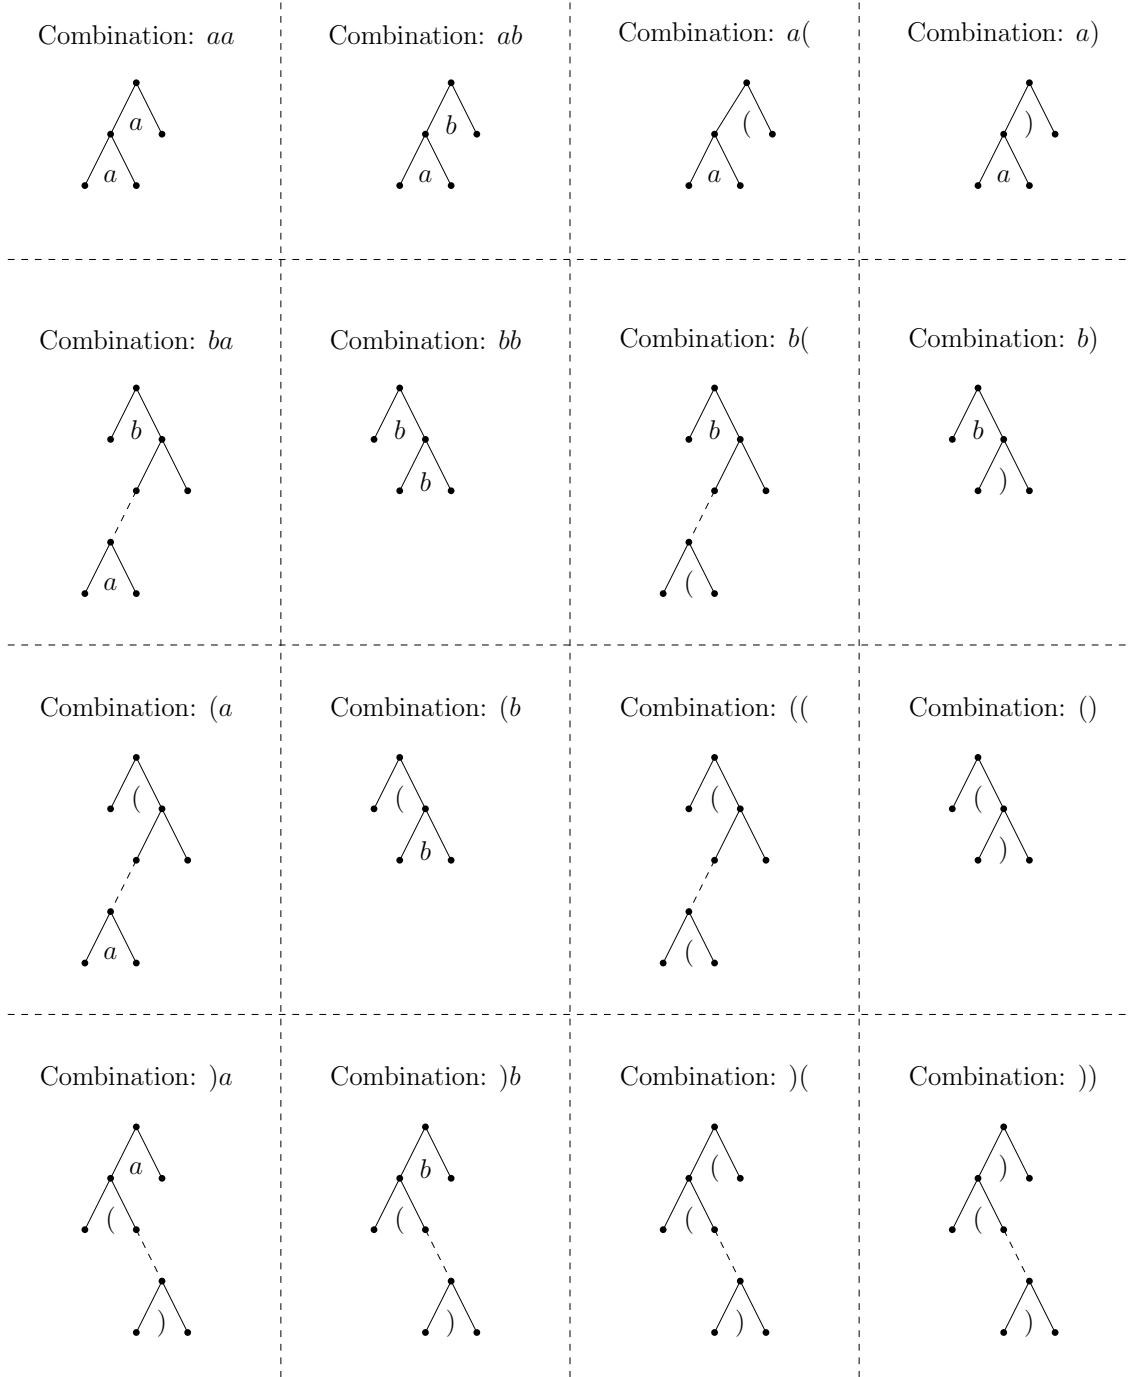 Combination: aa
Combination: ab
Combination: a(
Combination: a)
a
a
b
a
(
a
)
a
Combination: ba
Combination: bb
Combination: b(
Combination: b)
b
a
b
b
b
(
b
)
Combination: (a
Combination: (b
Combination: ((
Combination: ()
(
a
(
b
(
(
(
)
Combination: )a
Combination: )b
Combination: )(
Combination: ))
a
(
)
b
(
)
(
(
)
)
(
)